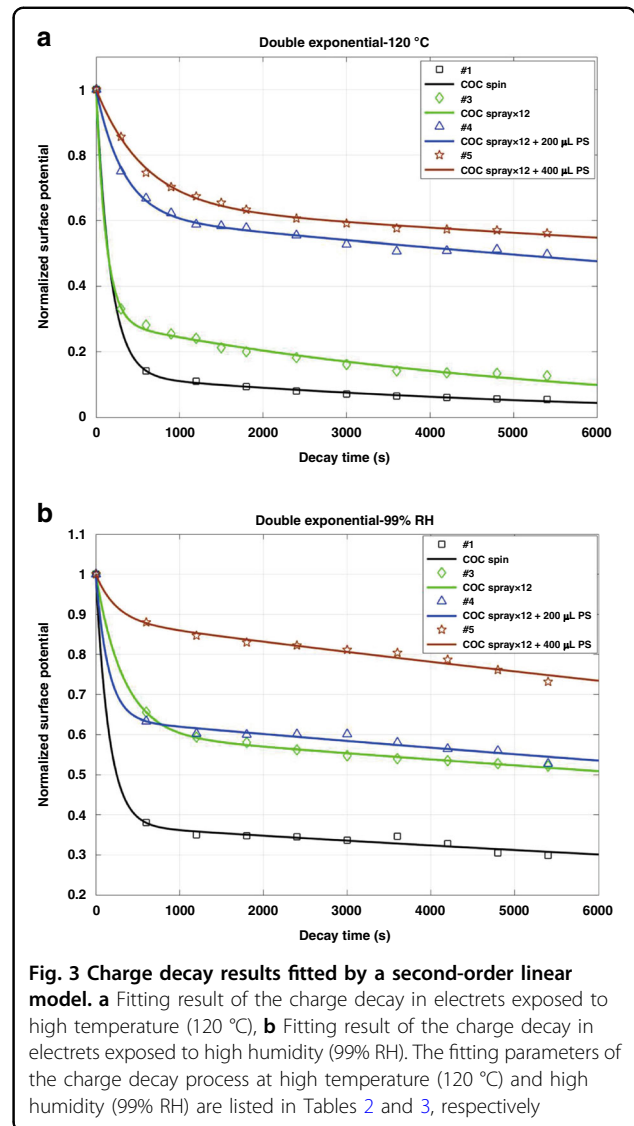 a
Double exponential-120 °C
#1
COC spin
#3
COC spray×12
#4
COC spray×12 + 200 µL PS
#5
COC spray×12 + 400 µL PS
Normalized surface potential
1
0.8
0.6
0.4
0.2
0
0 1000 2000 3000 4000 5000 6000
Decay time (s)
b
Double exponential-99% RH
#1
COC spin
#3
COC spray×12
#4
COC spray×12 + 200 µL PS
#5
COC spray×12 + 400 µL PS
Normalized surface potential
1.1
1
0.9
0.8
0.7
0.6
0.5
0.4
0.3
0.2
0 1000 2000 3000 4000 5000 6000
Decay time (s)
Fig. 3 Charge decay results fitted by a second-order linear
model. a Fitting result of the charge decay in electrets exposed to
high temperature (120 °C), b Fitting result of the charge decay in
electrets exposed to high humidity (99% RH). The fitting parameters of
the charge decay process at high temperature (120 °C) and high
humidity (99% RH) are listed in Tables 2 and 3, respectively